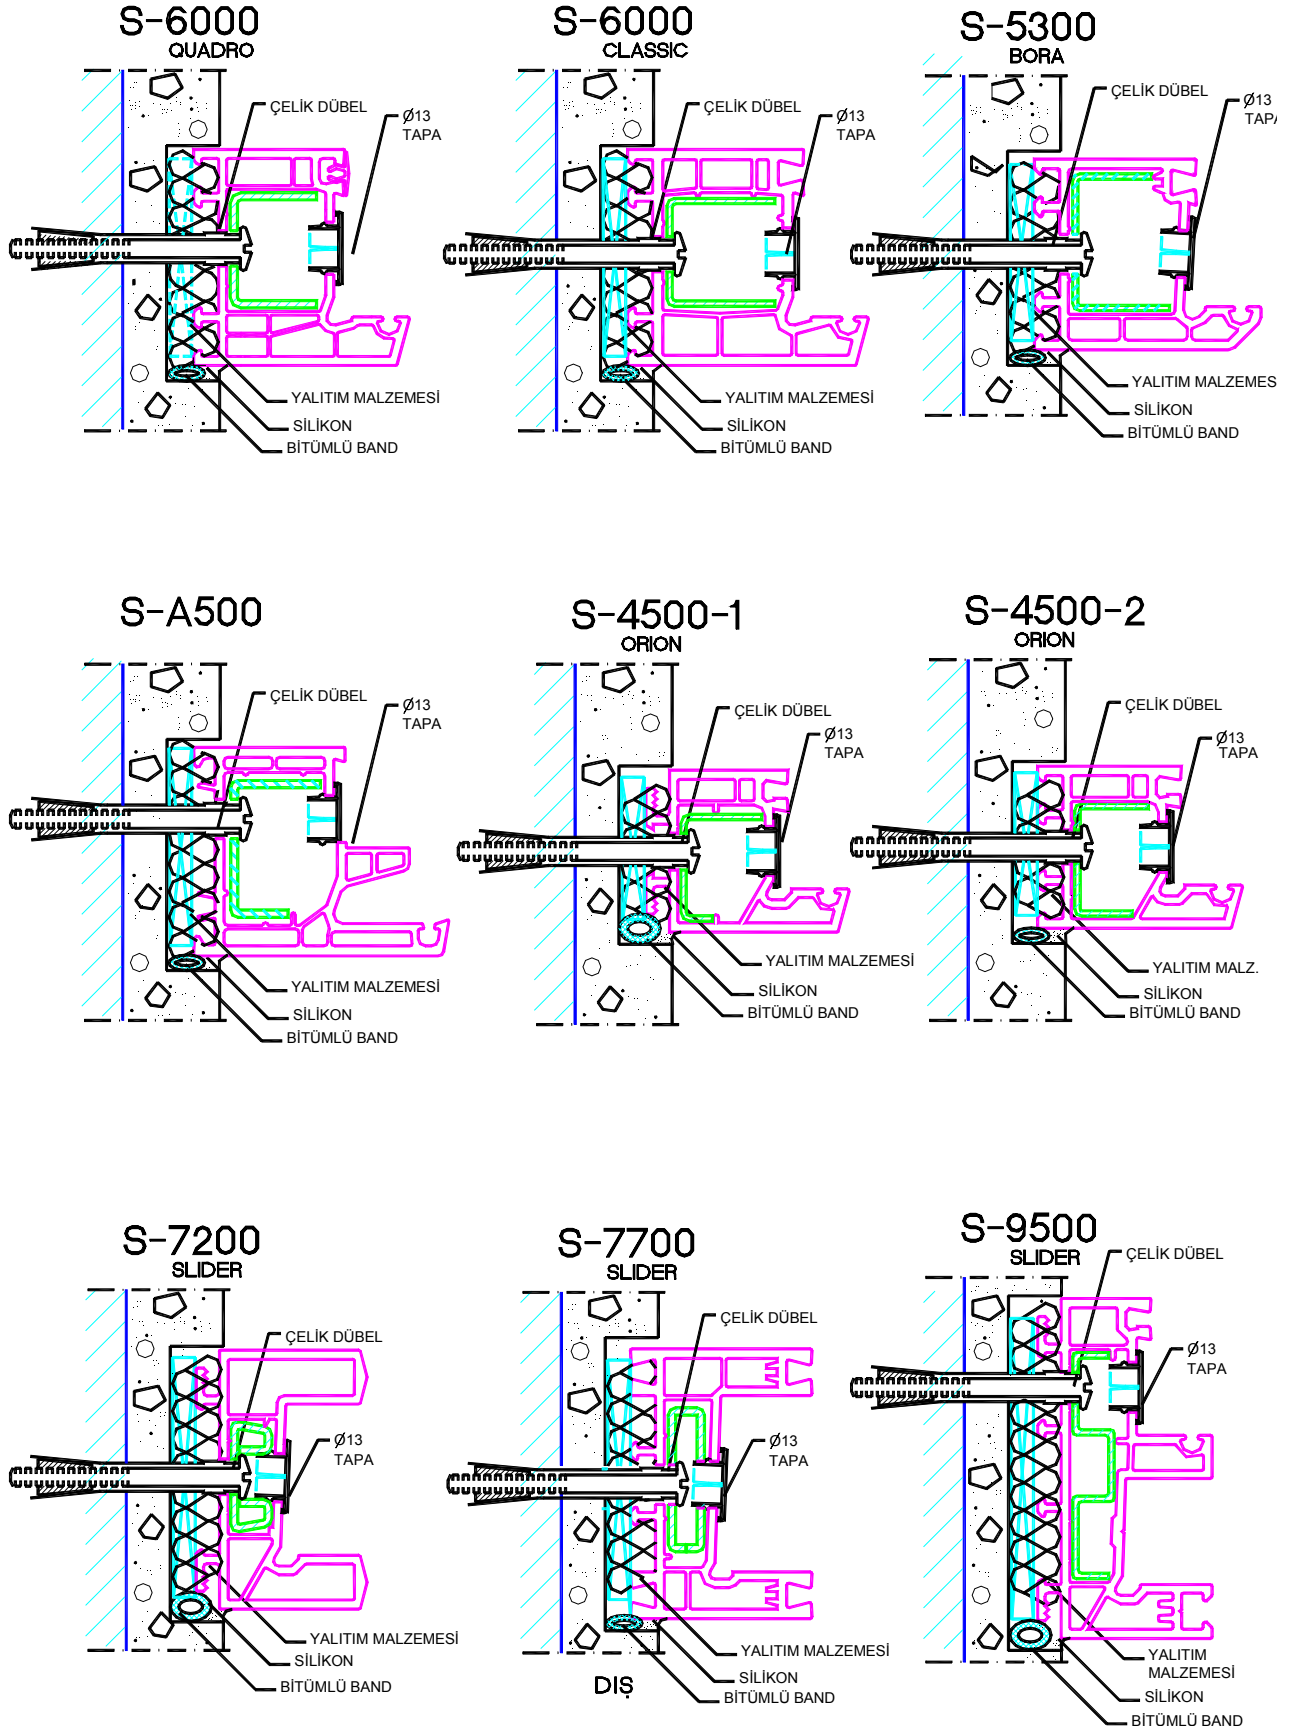 S-6000
QUADRO
ÇELİK DÜBEL
Ø13
TAPA
YALITIM MALZEMESİ
SİLİKON
BİTÜMLÜ BAND
S-6000
CLASSIC
ÇELİK DÜBEL
Ø13
TAPA
YALITIM MALZEMESİ
SİLİKON
BİTÜMLÜ BAND
S-5300
BORA
ÇELİK DÜBEL
Ø13
TAPA
YALITIM MALZEMES
SİLİKON
BİTÜMLÜ BAND
S-A500
ÇELİK DÜBEL
Ø13
TAPA
YALITIM MALZEMESİ
SİLİKON
BİTÜMLÜ BAND
S-4500-1
ORION
ÇELİK DÜBEL
Ø13
TAPA
YALITIM MALZEMESİ
SİLİKON
BİTÜMLÜ BAND
S-4500-2
ORION
ÇELİK DÜBEL
Ø13
TAPA
YALITIM MALZ.
SİLİKON
BİTÜMLÜ BAND
S-7200
SLIDER
ÇELİK DÜBEL
Ø13
TAPA
YALITIM MALZEMESİ
SİLİKON
BİTÜMLÜ BAND
S-7700
SLIDER
ÇELİK DÜBEL
Ø13
TAPA
YALITIM MALZEMESİ
SİLİKON
BİTÜMLÜ BAND
DIŞ
S-9500
SLIDER
ÇELİK DÜBEL
Ø13
TAPA
YALITIM
MALZEMESİ
SİLİKON
BİTÜMLÜ BAND